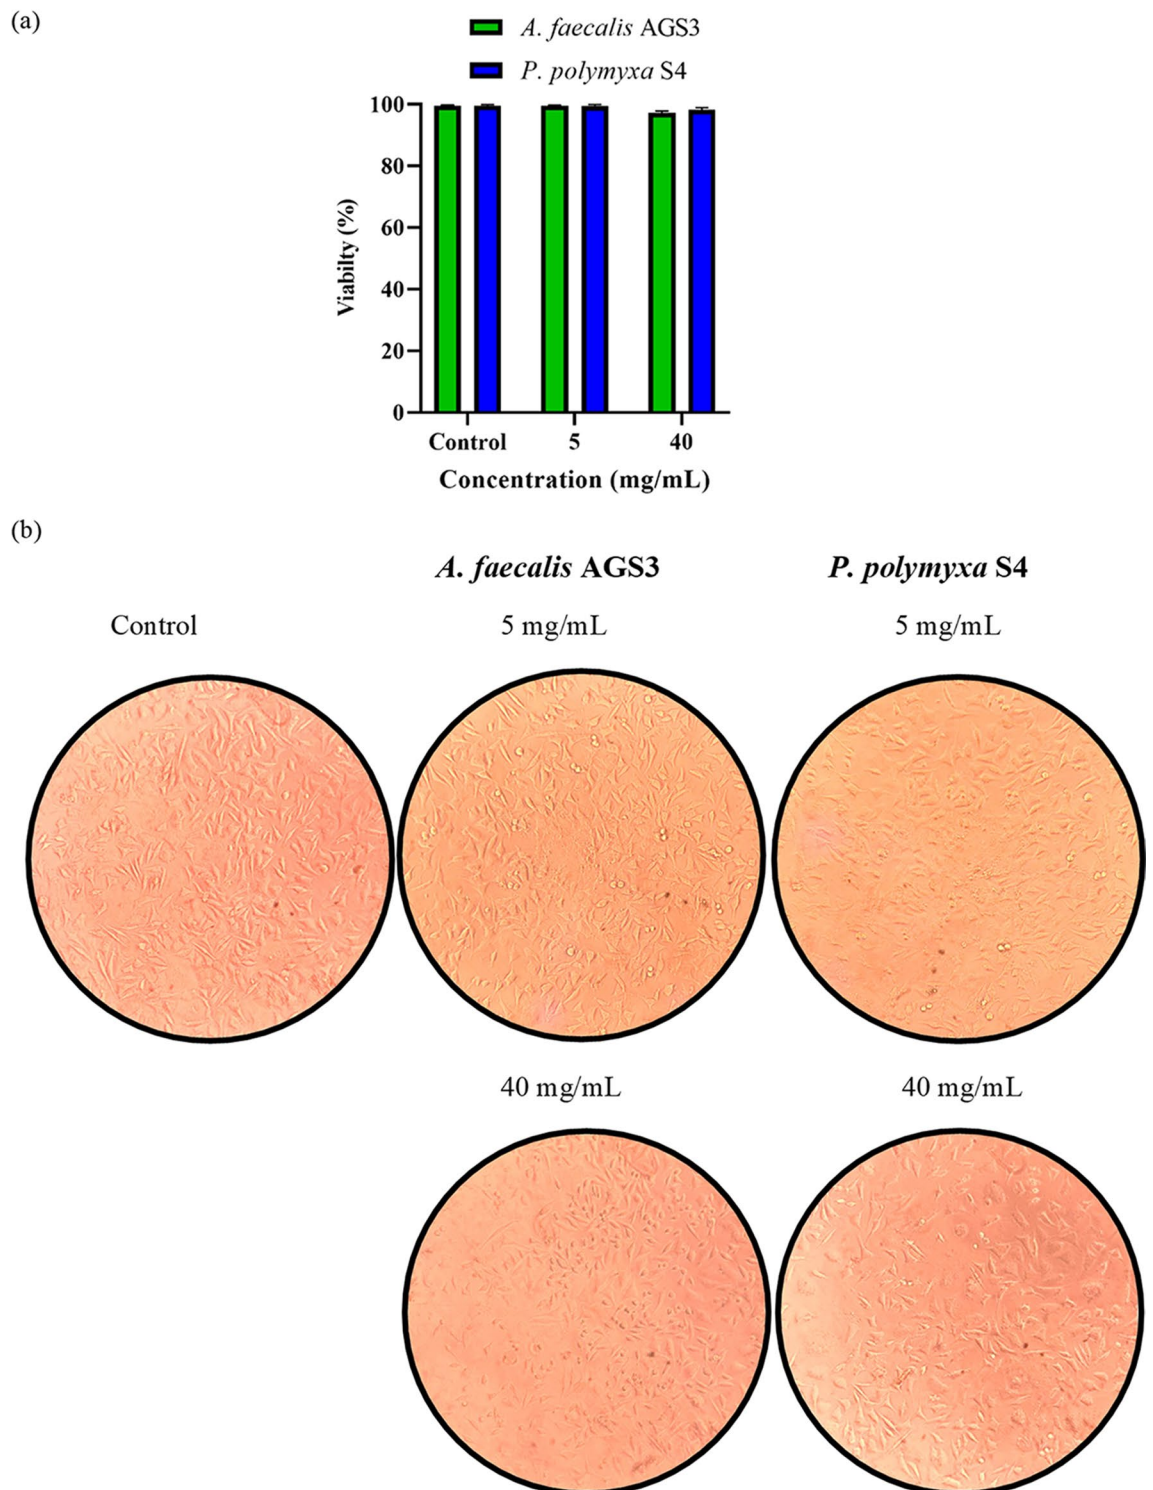 (a)
A. faecalis AGS3
P. polymyxa S4
100
80
60
40
20
0
Viabilty (%)
Control 5 40
Concentration (mg/mL)
(b)
A. faecalis AGS3 P. polymyxa S4
Control 5 mg/mL 5 mg/mL
40 mg/mL 40 mg/mL